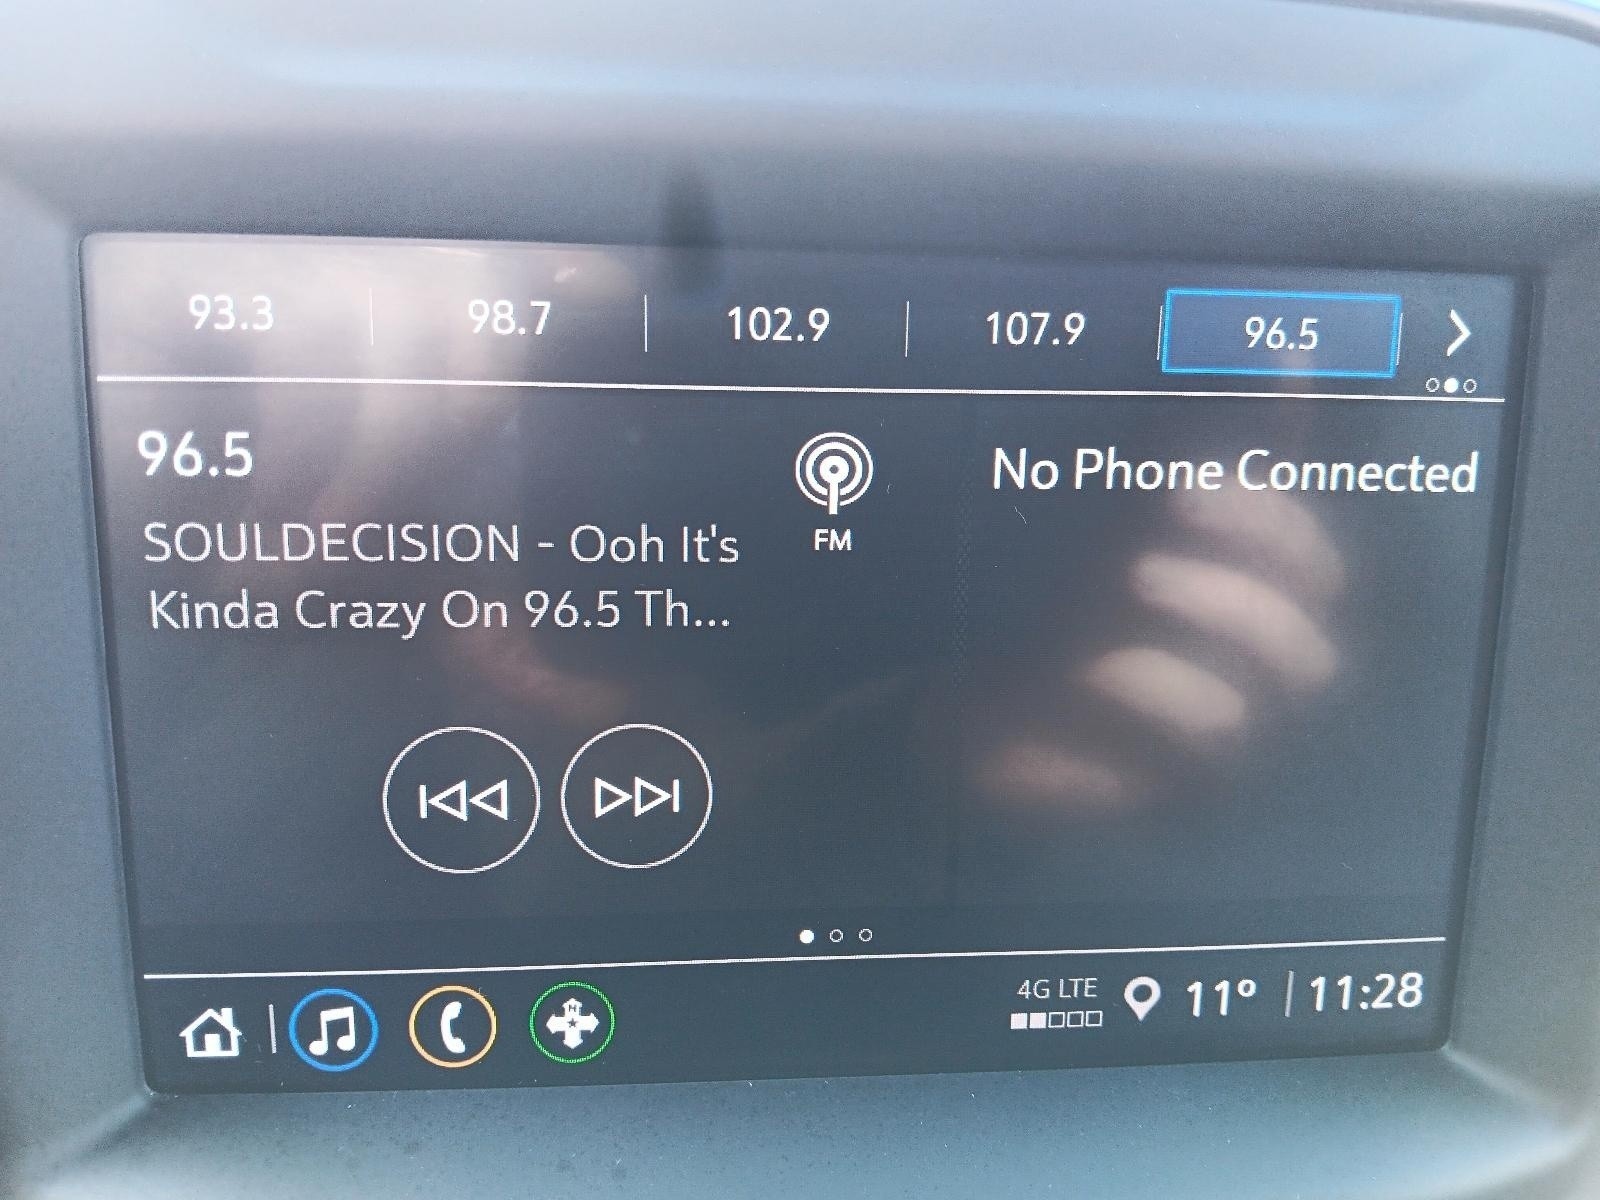 93.3 98.7 102.9 107.9 96.5
96.5
FM
No Phone Connected
SOULDECISION - Ooh It's
Kinda Crazy On 96.5 Th...
N
4G LTE
11° 11:28